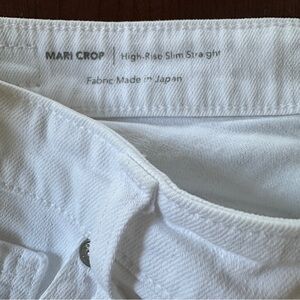 MARI CROP | High-Rise Slim Straight
Fabric Made in Japan